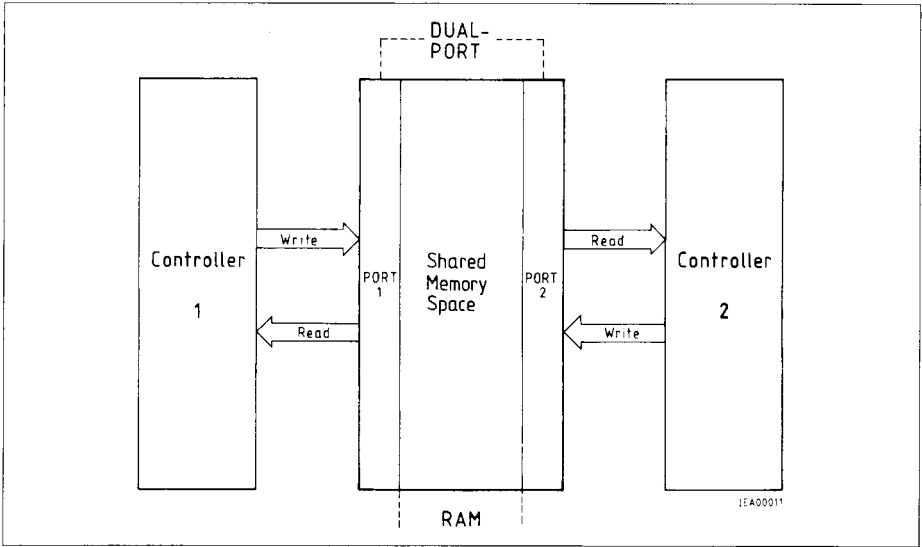 DUAL-
PORT
Controller
1
Write
Read
PORT
1
Shared
Memory
Space
PORT
2
Read
Write
Controller
2
RAM
IEA00011